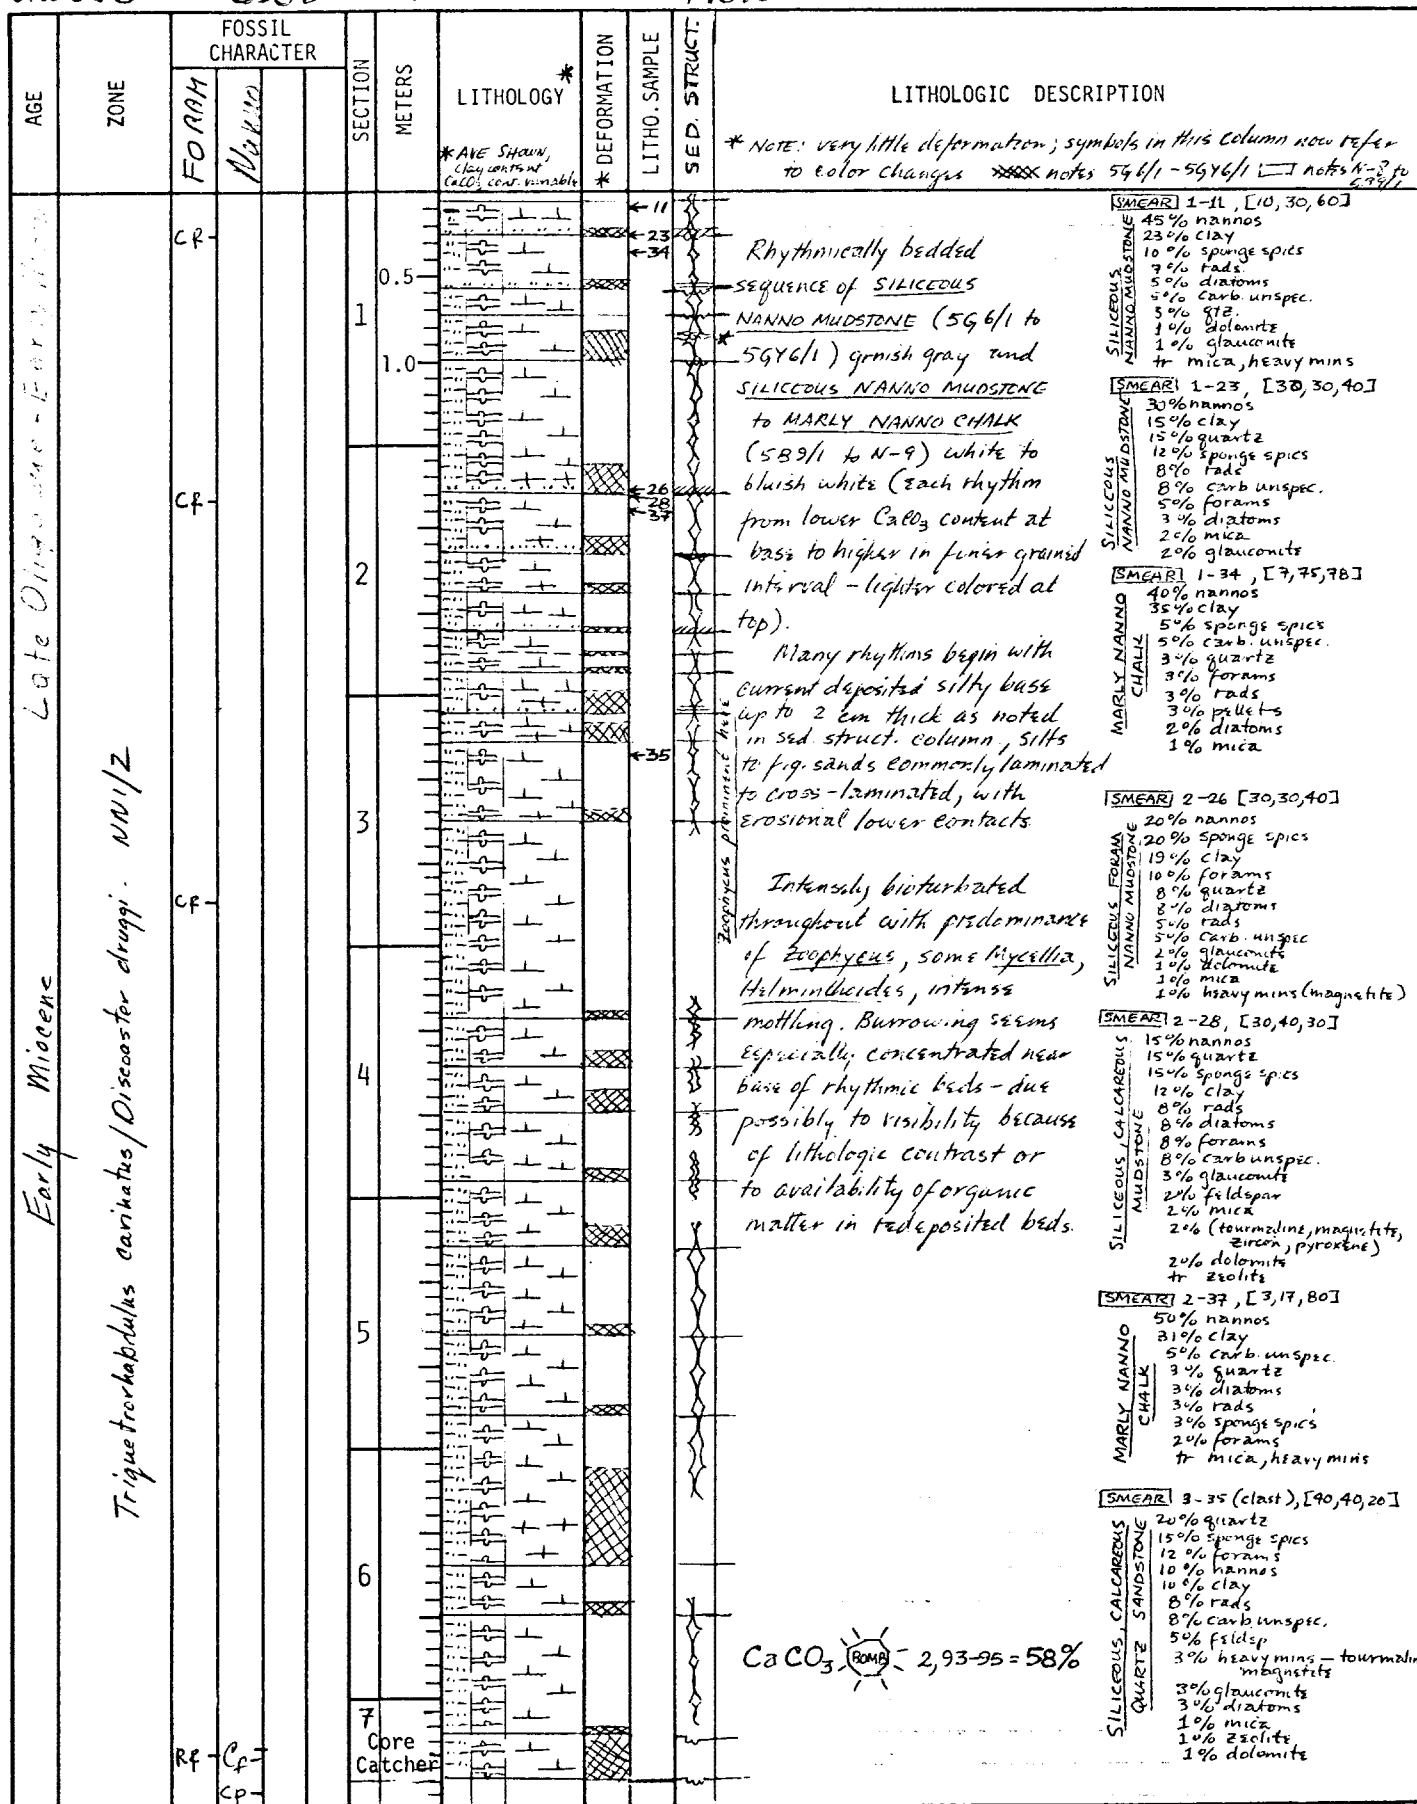 AGE
ZONE
FOSSIL
CHARACTER
FORAM
Nanno
SECTION
METERS
LITHOLOGY *
* AVE SHOWN,
clay content
CaCO3 cont. variable
* DEFORMATION *
LITHO. SAMPLE
SED. STRUCT.
LITHOLOGIC DESCRIPTION
* NOTE: very little deformation; symbols in this column now refer
to color changes notes 5G6/1 - 5GY6/1 notes N-9 to
Late Oligocene - Early Miocene
Early Miocene
Triquetrorhabdulus carinatus/Discoaster druggi. NN1/2
Cf
Cf
Cf
Rf
Cf
Cp
0.5
1.0
1
2
3
4
5
6
7
Core
Catcher
11
23
34
26
28
37
35
*
Zoophycus prominent here
Rhythmically bedded
sequence of SILICEOUS
NANNO MUDSTONE (5G 6/1 to
5GY6/1) grnish gray and
SILICEOUS NANNO MUDSTONE
to MARLY NANNO CHALK
(5B9/1 to N-9) white to
bluish white (Each rhythm
from lower CaCO3 content at
base to higher in finer grained
interval - lighter colored at
top).
Many rhythms begin with
current deposited silty base
up to 2 cm thick as noted
in sed. struct. column, silts
to f.g. sands commonly laminated
to cross-laminated, with
erosional lower contacts.
Intensely bioturbated
throughout with predominance
of Zoophycus, some Mycellia,
Helminthoides, intense
mottling. Burrowing seems
especially concentrated near
base of rhythmic beds - due
possibly to visibility because
of lithologic contrast or
to availability of organic
matter in redeposited beds.
CaCO3 BOMB 2,93-95 = 58%
SMEAR 1-11, [10, 30, 60]
SILICEOUS
NANNO MUDSTONE
45% nannos
23% clay
10% sponge spics
7% rads.
5% diatoms
5% carb. unspec.
3% qtz.
1% dolomite
1% glauconite
tr mica, heavy mins
SMEAR 1-23, [30, 30, 40]
SILICEOUS
NANNO MUDSTONE
30% nannos
15% clay
15% quartz
12% sponge spics
8% rads
8% carb unspec.
5% forams
3% diatoms
2% mica
2% glauconite
SMEAR 1-34, [7,75,78]
MARLY NANNO
CHALK
40% nannos
35% clay
5% sponge spics
5% carb. unspec.
3% quartz
3% forams
3% rads
3% pellets
2% diatoms
1% mica
SMEAR 2-26 [30,30,40]
SILICEOUS FORAM
NANNO MUDSTONE
20% nannos
20% sponge spics
19% clay
10% forams
8% quartz
8% diatoms
5% rads
5% carb. unspec
2% glauconite
1% dolomite
1% mica
1% heavy mins (magnetite)
SMEAR 2-28, [30,40,30]
SILICEOUS, CALCAREOUS
MUDSTONE
15% nannos
15% quartz
15% sponge spics
12% clay
8% rads
8% diatoms
8% forams
8% carb unspec.
3% glauconite
2% feldspar
2% mica
2% (tourmaline, magnetite,
zircon, pyroxene)
2% dolomite
tr zeolite
SMEAR 2-37, [3,17,80]
MARLY NANNO
CHALK
50% nannos
31% clay
5% carb. unspec.
3% quartz
3% diatoms
3% rads
3% sponge spics
2% forams
tr mica, heavy mins
SMEAR 3-35 (clast), [40,40,20]
SILICEOUS, CALCAREOUS
QUARTZ SANDSTONE
20% quartz
15% sponge spics
12% forams
10% nannos
10% clay
8% rads
8% carb unspec.
5% feldsp
3% heavy mins - tourmalin
magnetite
3% glauconite
3% diatoms
1% mica
1% zeolite
1% dolomite